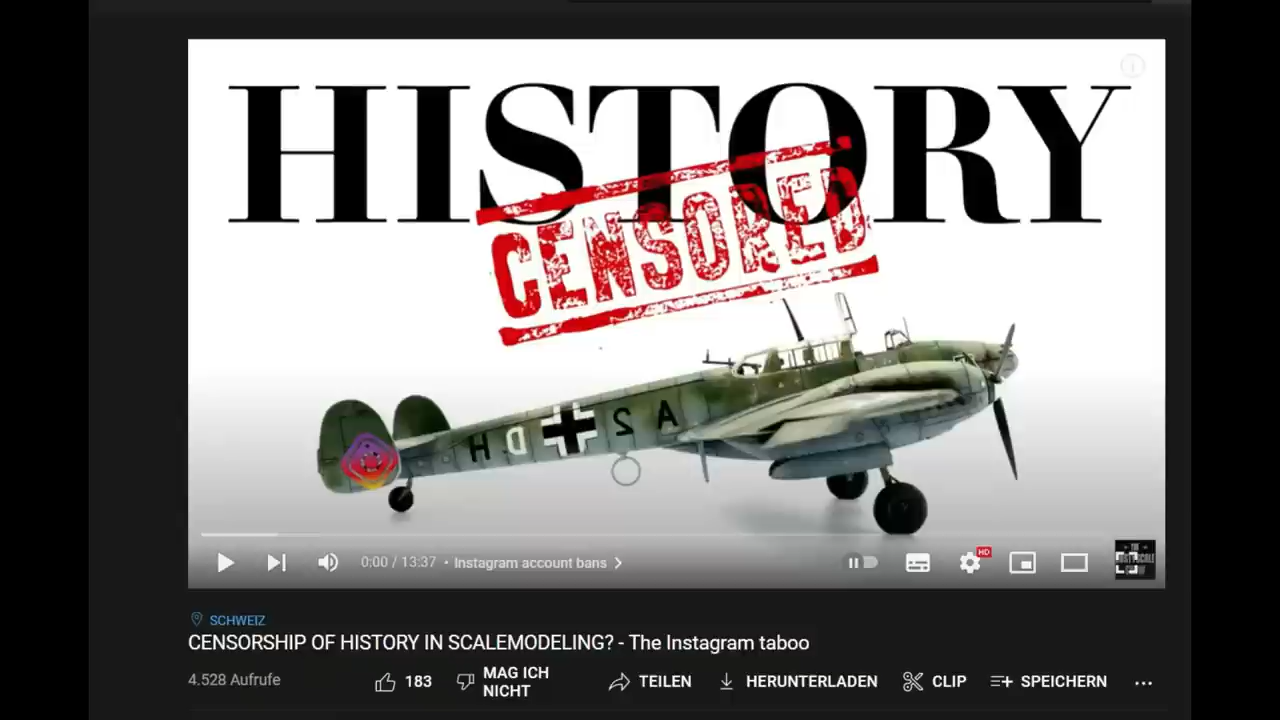 HISTORY
CENSORED
H D 2 A
0:00 / 13:37 • Instagram account bans
HD
SCHWEIZ
CENSORSHIP OF HISTORY IN SCALEMODELING? - The Instagram taboo
4.528 Aufrufe
183
MAG ICH
NICHT
TEILEN
HERUNTERLADEN
CLIP
SPEICHERN